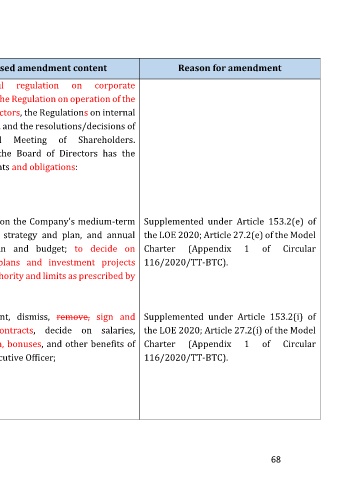 sed amendment content
Reason for amendment
l regulation on corporate
he Regulation on operation of the
ctors, the Regulations on internal
, and the resolutions/decisions of
l Meeting of Shareholders.
the Board of Directors has the
hts and obligations:
on the Company's medium-term
strategy and plan, and annual
n and budget; to decide on
plans and investment projects
hority and limits as prescribed by
Supplemented under Article 153.2(e) of
the LOE 2020; Article 27.2(e) of the Model
Charter (Appendix 1 of Circular
116/2020/TT-BTC).
nt, dismiss, remove, sign and
ontracts, decide on salaries,
, bonuses, and other benefits of
cutive Officer;
Supplemented under Article 153.2(i) of
the LOE 2020; Article 27.2(i) of the Model
Charter (Appendix 1 of Circular
116/2020/TT-BTC).
68